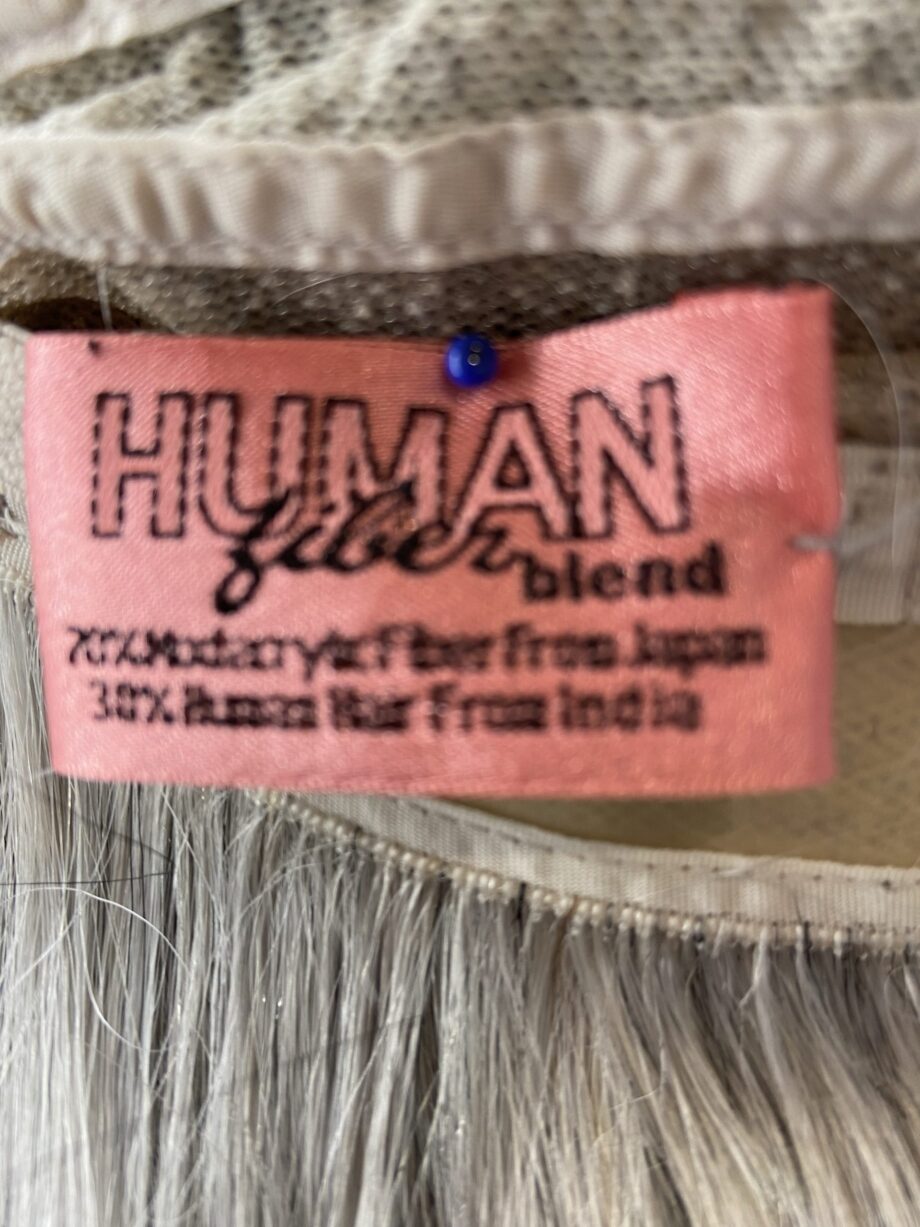 HUMAN
fiber
blend
70% Modacrylic Fiber From Japan
30% Human Hair From India